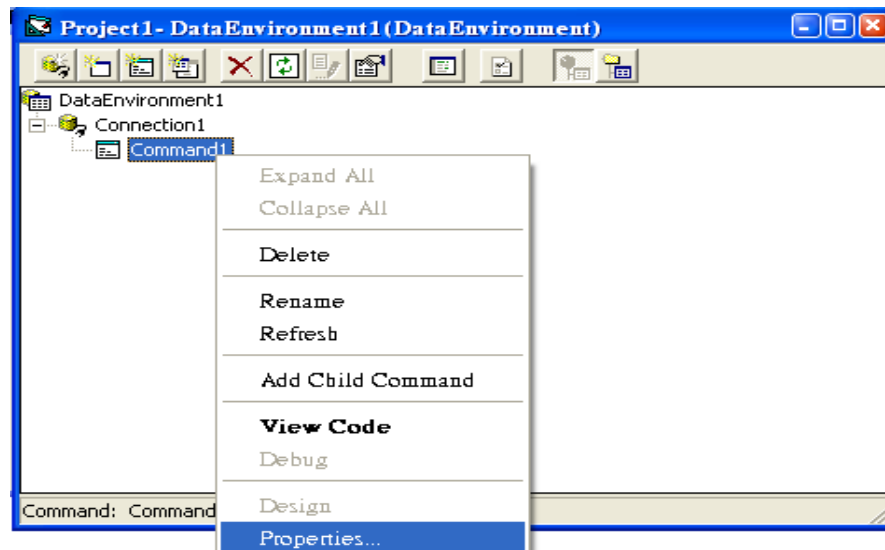 Project1 - DataEnvironment1 (DataEnvironment)
DataEnvironment1
Connection1
Command1
Expand All
Collapse All
Delete
Rename
Refresh
Add Child Command
View Code
Debug
Design
Properties...
Command: Command